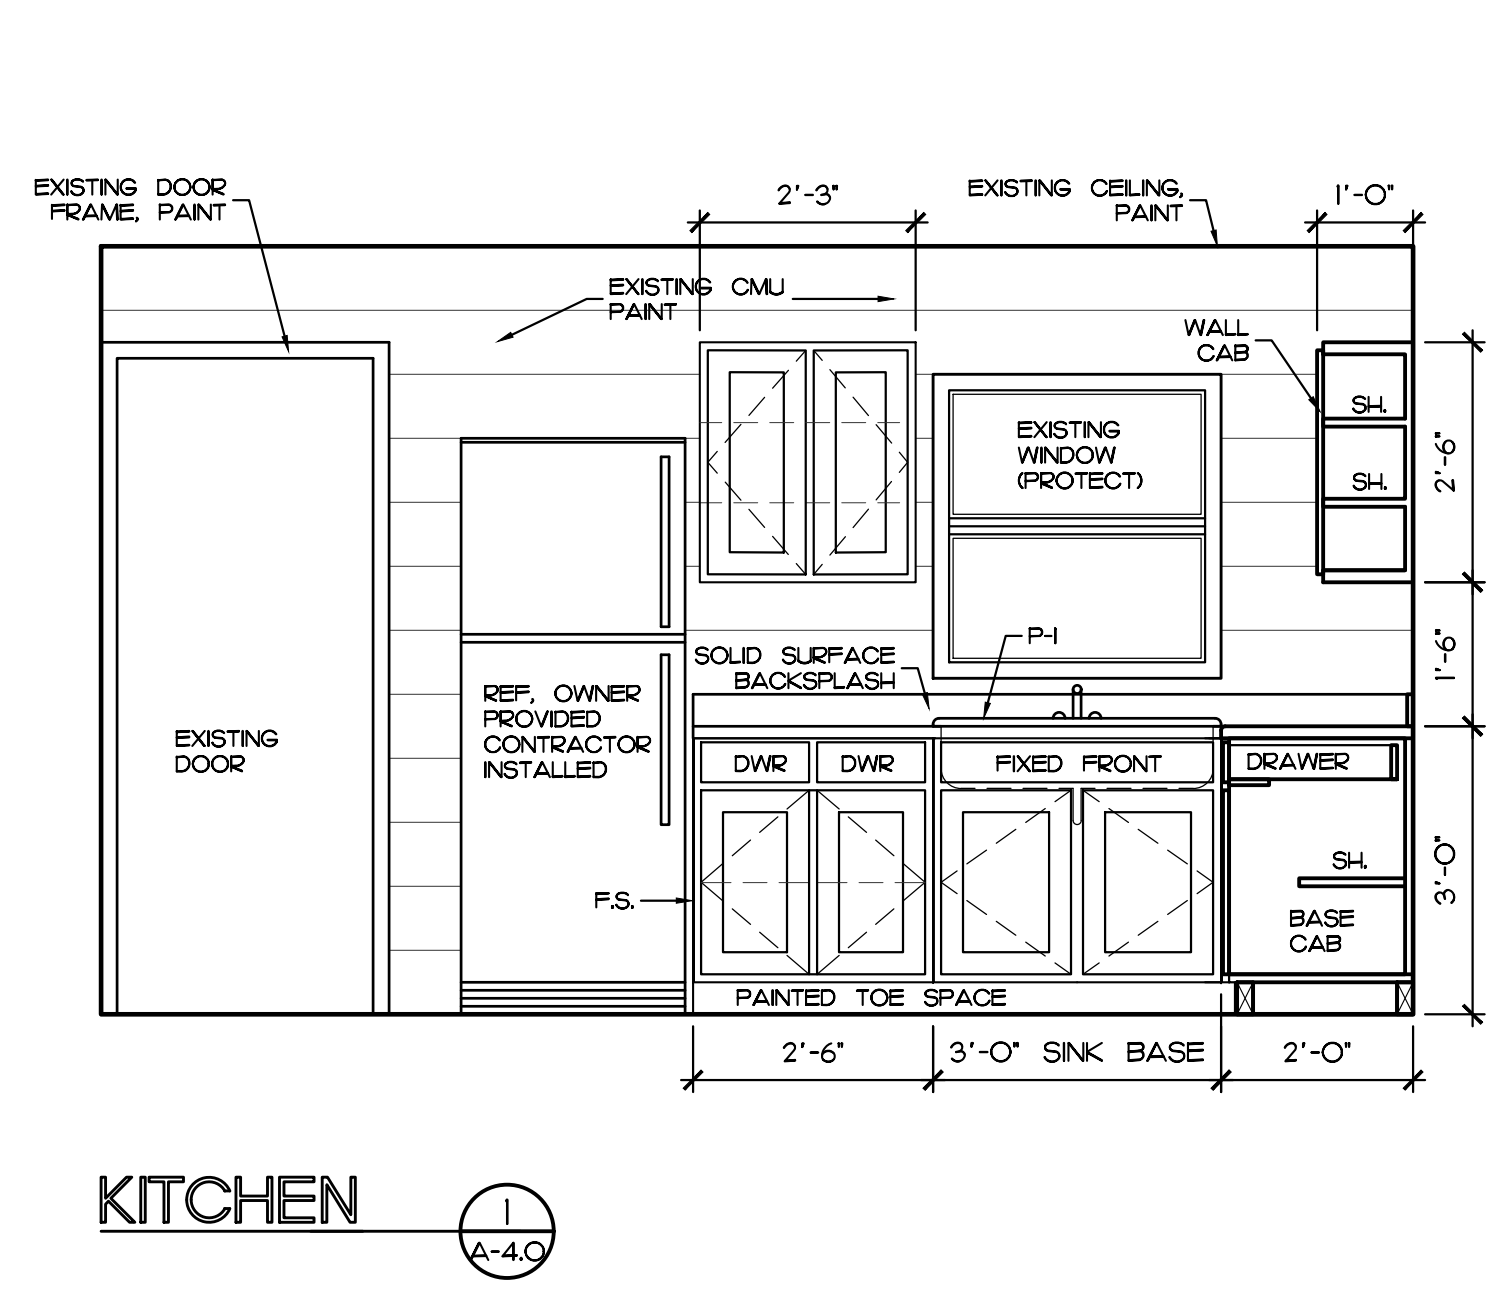 EXISTING DOOR
FRAME, PAINT
2'-3"
EXISTING CEILING,
PAINT
1'-0"
EXISTING CMU
PAINT
WALL
CAB
SH.
EXISTING
WINDOW
(PROTECT)
SH.
2'-6"
P-1
1'-6"
SOLID SURFACE
BACKSPLASH
REF, OWNER
PROVIDED
CONTRACTOR
INSTALLED
EXISTING
DOOR
DWR
DWR
FIXED FRONT
DRAWER
SH.
3'-0"
F.S.
BASE
CAB
PAINTED TOE SPACE
2'-6"
3'-0" SINK BASE
2'-0"
KITCHEN
1
A-4.0